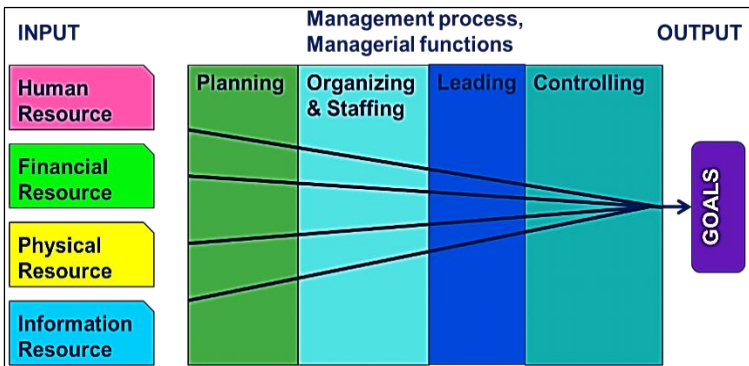 INPUT
Management process,
Managerial functions
OUTPUT
Human
Resource
Financial
Resource
Physical
Resource
Information
Resource
Planning
Organizing
& Staffing
Leading
Controlling
GOALS